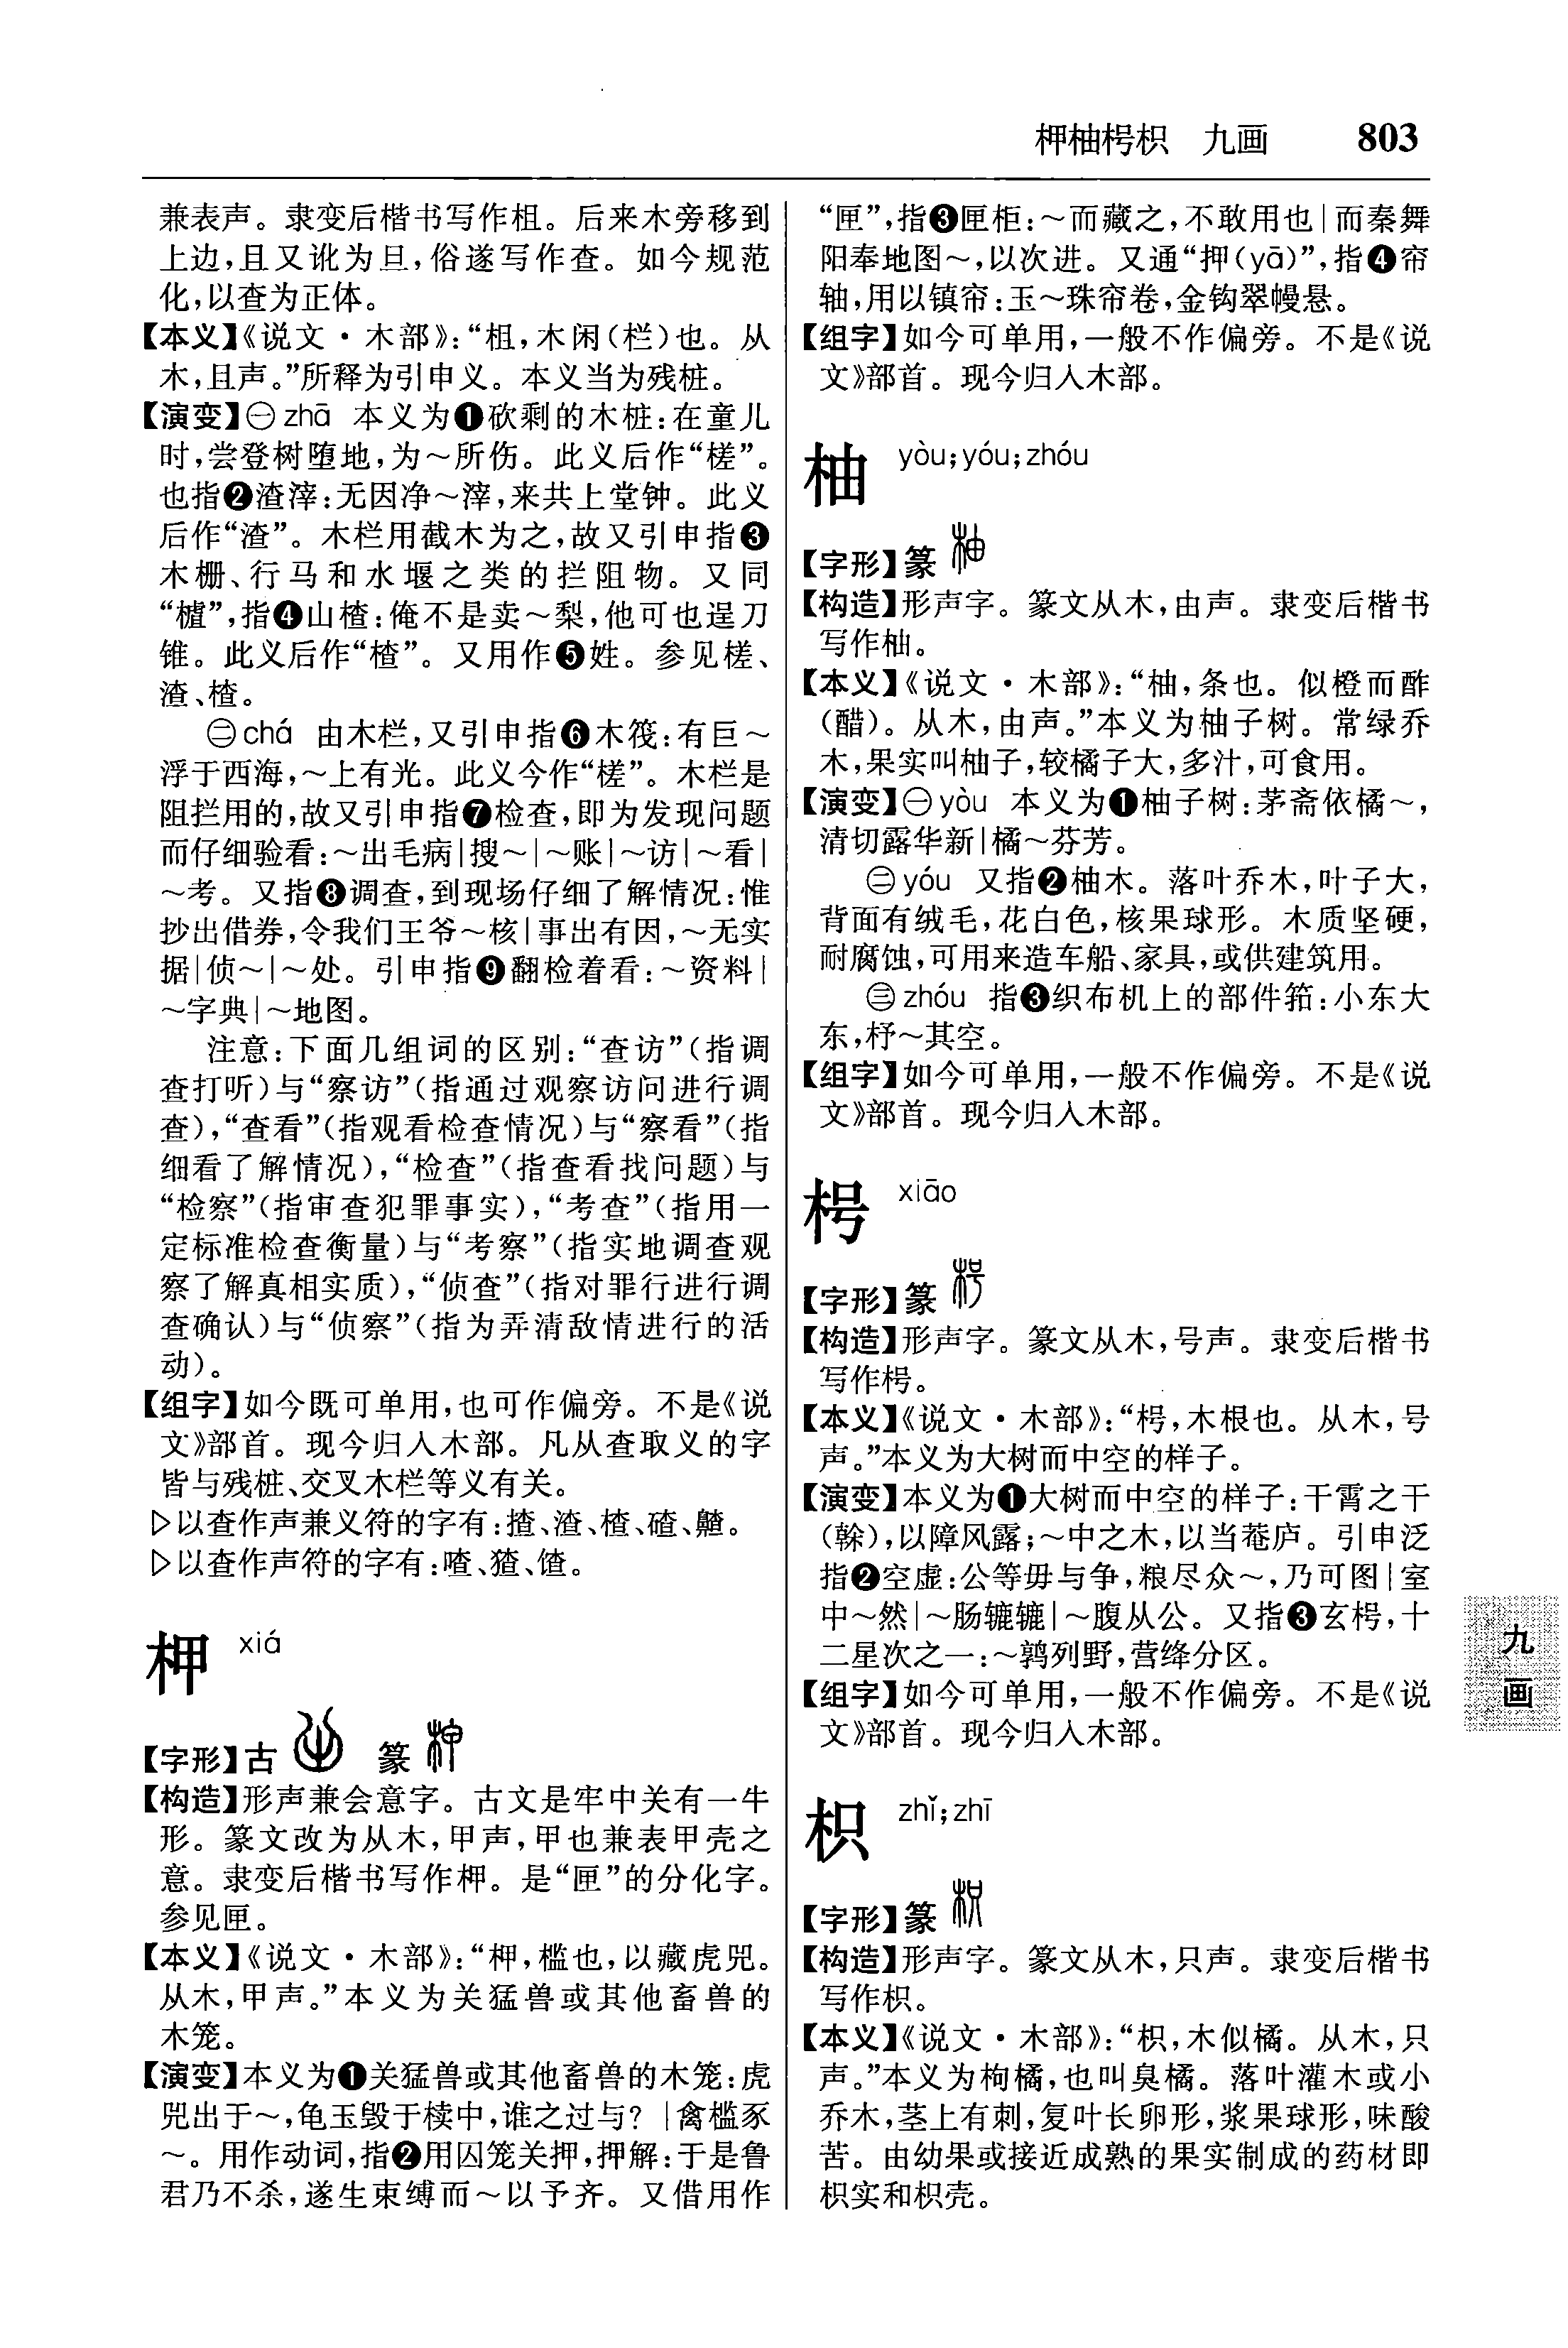 柙柚枵枳 九画 803
兼表声。隶变后楷书写作柤。后来木旁移到
上边,且又讹为旦,俗遂写作查。如今规范
化,以查为正体。
【本义】《说文·木部》:“柤,木闲(栏)也。从
木,且声。”所释为引申义。本义当为残桩。
【演变】㊀zhā 本义为❶砍剩的木桩:在童儿
时,尝登树堕地,为～所伤。此义后作“楂”。
也指❷渣滓:无因净～滓,来共上堂钟。此义
后作“渣”。木栏用截木为之,故又引申指❸
木栅、行马和水堰之类的拦阻物。又同
“樝”,指❹山楂:俺不是卖～梨,他可也逞刀
锥。此义后作“楂”。又用作❺姓。参见槎、
渣、楂。
㊁chá 由木栏,又引申指❻木筏:有巨～
浮于西海,～上有光。此义今作“槎”。木栏是
阻拦用的,故又引申指❼检查,即为发现问题
而仔细验看:～出毛病|搜～|～账|～访|～看|
～考。又指❽调查,到现场仔细了解情况:惟
抄出借券,令我们王爷～核|事出有因,～无实
据|侦～|～处。引申指❾翻检着看:～资料|
～字典|～地图。
注意:下面几组词的区别:“查访”(指调
查打听)与“察访”(指通过观察访问进行调
查),“查看”(指观看检查情况)与“察看”(指
细看了解情况),“检查”(指查看找问题)与
“检察”(指审查犯罪事实),“考查”(指用一
定标准检查衡量)与“考察”(指实地调查观
察了解真相实质),“侦查”(指对罪行进行调
查确认)与“侦察”(指为弄清敌情进行的活
动)。
【组字】如今既可单用,也可作偏旁。不是《说
文》部首。现今归入木部。凡从查取义的字
皆与残桩、交叉木栏等义有关。
▷以查作声兼义符的字有:揸、渣、楂、碴、齇。
▷以查作声符的字有:喳、猹、馇。
柙 xiá
【字形】古 篆
【构造】形声兼会意字。古文是牢中关有一牛
形。篆文改为从木,甲声,甲也兼表甲壳之
意。隶变后楷书写作柙。是“匣”的分化字。
参见匣。
【本义】《说文·木部》:“柙,槛也,以藏虎兕。
从木,甲声。”本义为关猛兽或其他畜兽的
木笼。
【演变】本义为❶关猛兽或其他畜兽的木笼:虎
兕出于～,龟玉毁于椟中,谁之过与?|禽槛豕
～。用作动词,指❷用囚笼关押,押解:于是鲁
君乃不杀,遂生束缚而～以予齐。又借用作
“匣”,指❸匣柜:～而藏之,不敢用也|而秦舞
阳奉地图～,以次进。又通“押(yā)”,指❹帘
轴,用以镇帘:玉～珠帘卷,金钩翠幔悬。
【组字】如今可单用,一般不作偏旁。不是《说
文》部首。现今归入木部。
柚 yòu;yóu;zhóu
【字形】篆
【构造】形声字。篆文从木,由声。隶变后楷书
写作柚。
【本义】《说文·木部》:“柚,条也。似橙而酢
(醋)。从木,由声。”本义为柚子树。常绿乔
木,果实叫柚子,较橘子大,多汁,可食用。
【演变】㊀yòu 本义为❶柚子树:茅斋依橘～,
清切露华新|橘～芬芳。
㊁yóu 又指❷柚木。落叶乔木,叶子大,
背面有绒毛,花白色,核果球形。木质坚硬,
耐腐蚀,可用来造车船、家具,或供建筑用。
㊂zhóu 指❸织布机上的部件筘:小东大
东,杼～其空。
【组字】如今可单用,一般不作偏旁。不是《说
文》部首。现今归入木部。
枵 xiāo
【字形】篆
【构造】形声字。篆文从木,号声。隶变后楷书
写作枵。
【本义】《说文·木部》:“枵,木根也。从木,号
声。”本义为大树而中空的样子。
【演变】本义为❶大树而中空的样子:干霄之干
(榦),以障风露;～中之木,以当菴庐。引申泛
指❷空虚:公等毋与争,粮尽众～,乃可图|室
中～然|～肠辘辘|～腹从公。又指❸玄枵,十
二星次之一:～鹑列野,营绛分区。
【组字】如今可单用,一般不作偏旁。不是《说
文》部首。现今归入木部。
枳 zhǐ;zhī
【字形】篆
【构造】形声字。篆文从木,只声。隶变后楷书
写作枳。
【本义】《说文·木部》:“枳,木似橘。从木,只
声。”本义为枸橘,也叫臭橘。落叶灌木或小
乔木,茎上有刺,复叶长卵形,浆果球形,味酸
苦。由幼果或接近成熟的果实制成的药材即
枳实和枳壳。
九
画